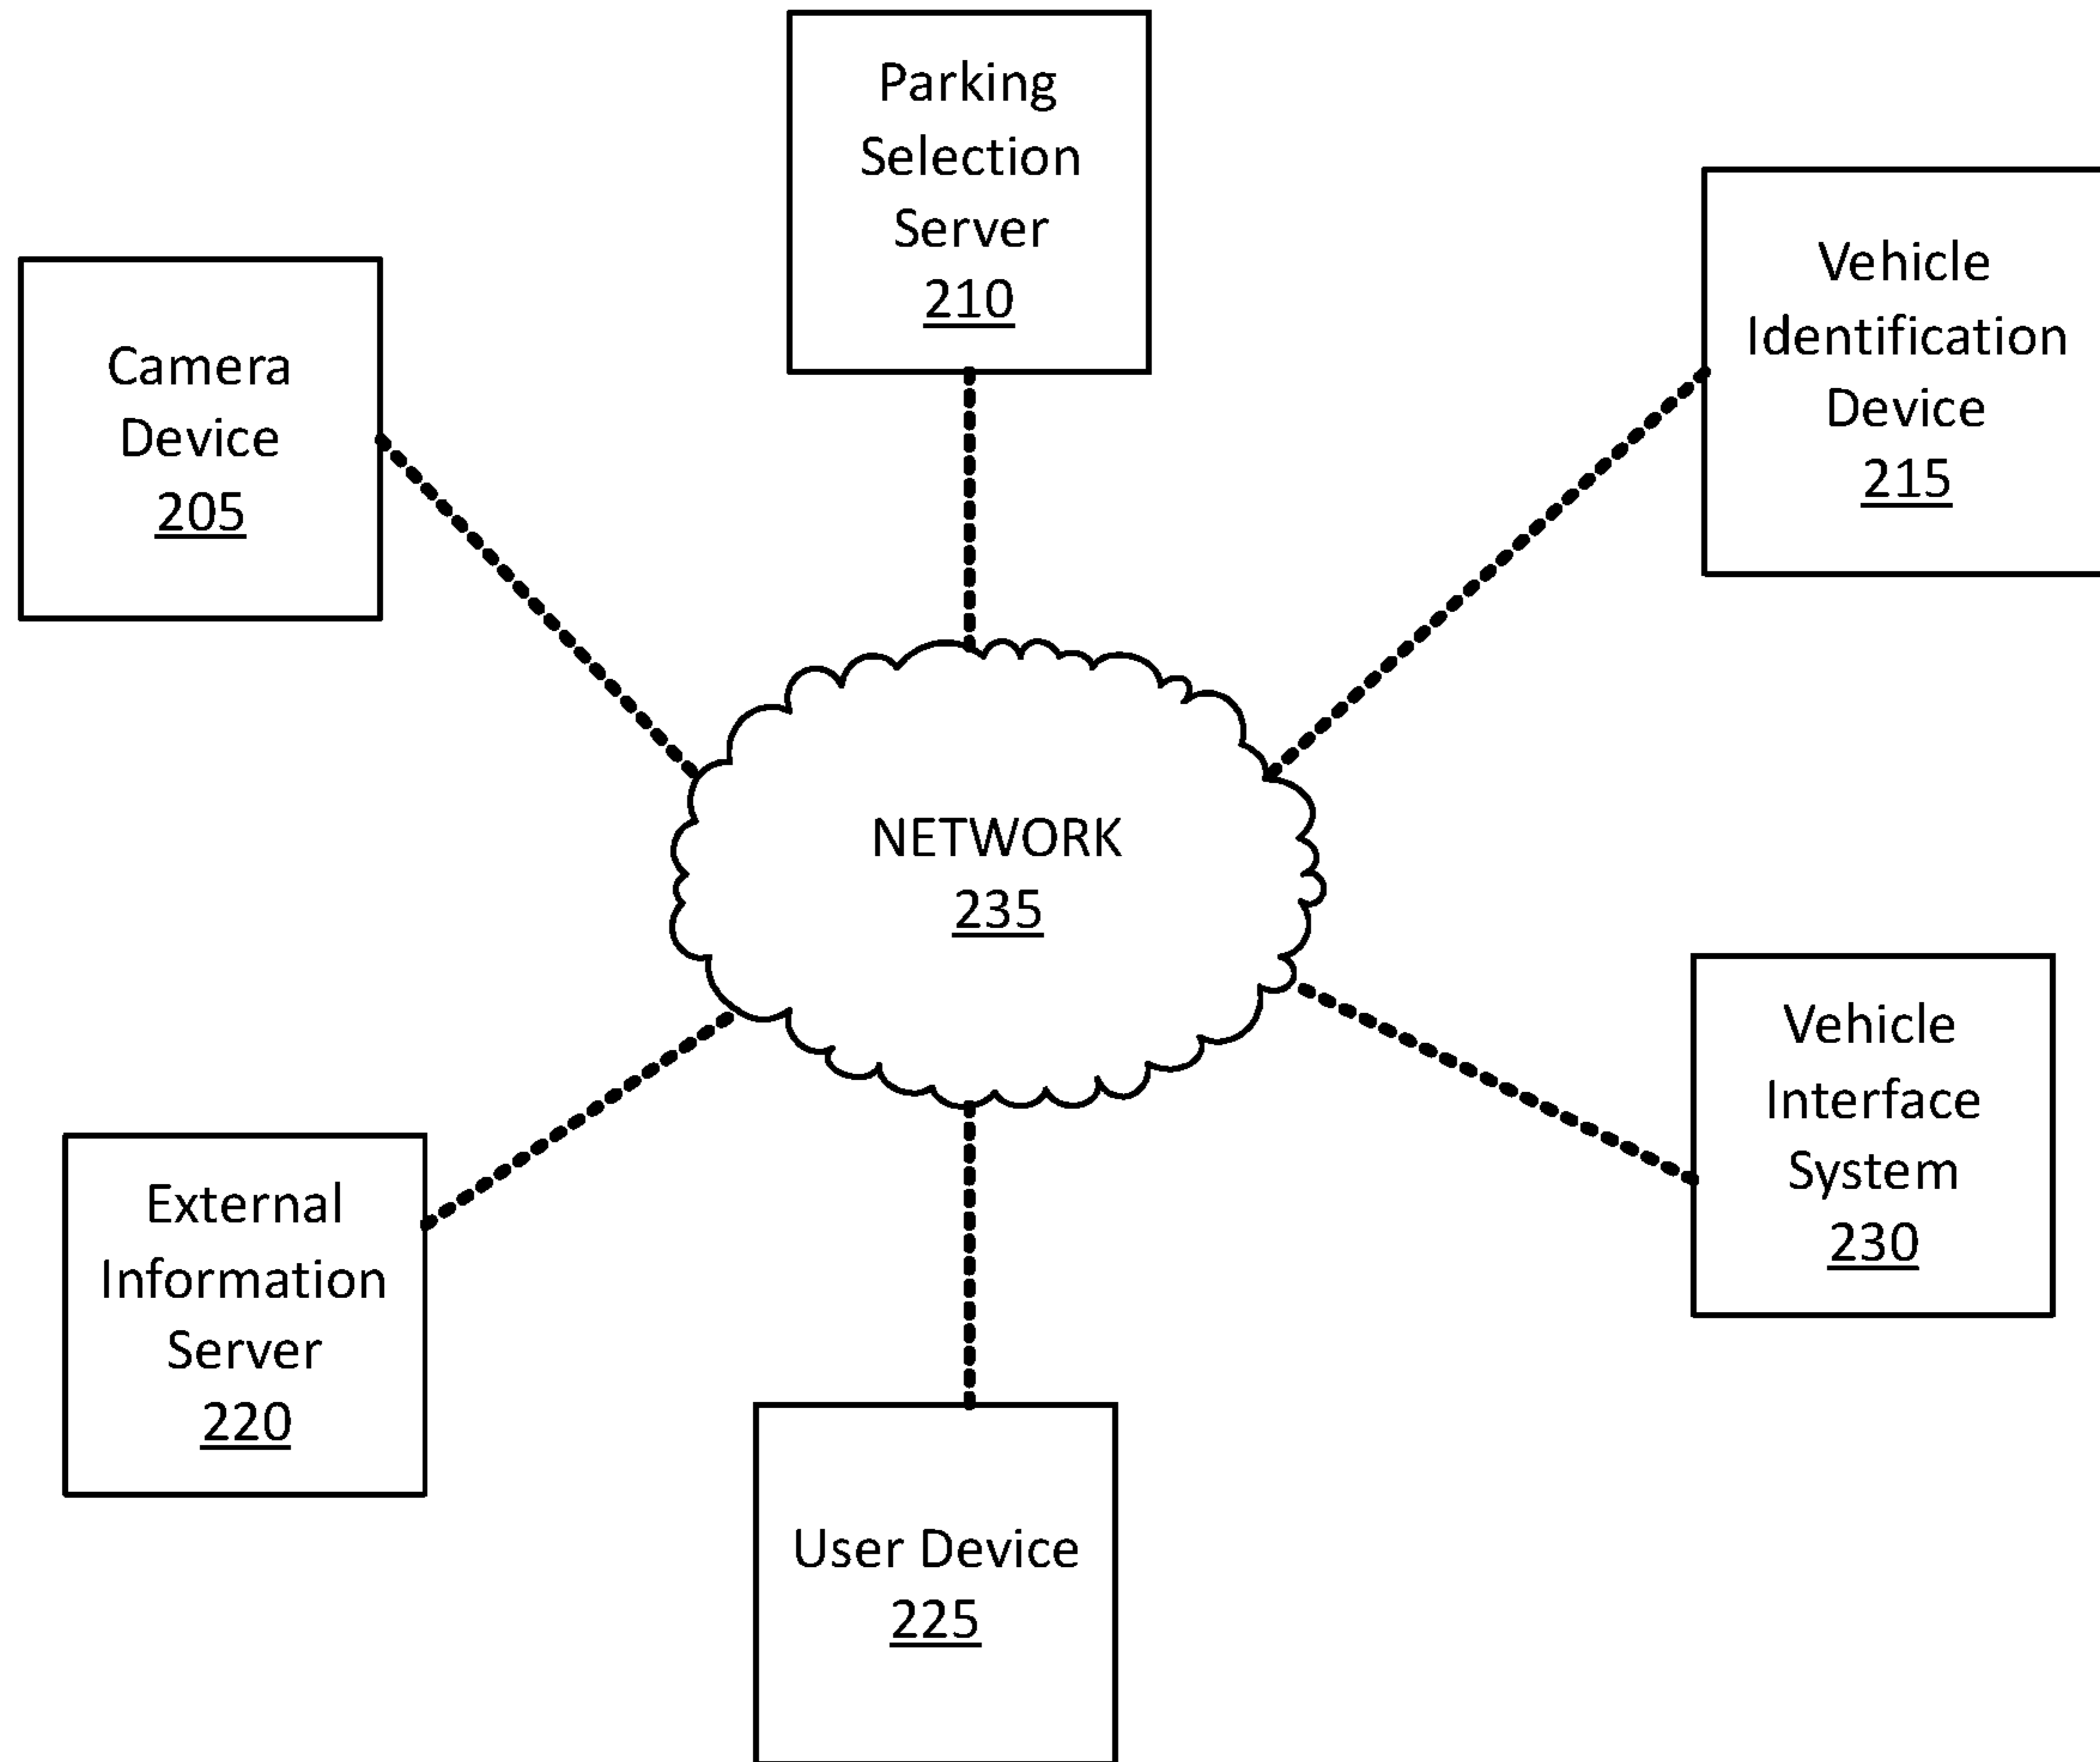 Parking
Selection
Server
210
Camera
Device
205
Vehicle
Identification
Device
215
NETWORK
235
External
Information
Server
220
User Device
225
Vehicle
Interface
System
230